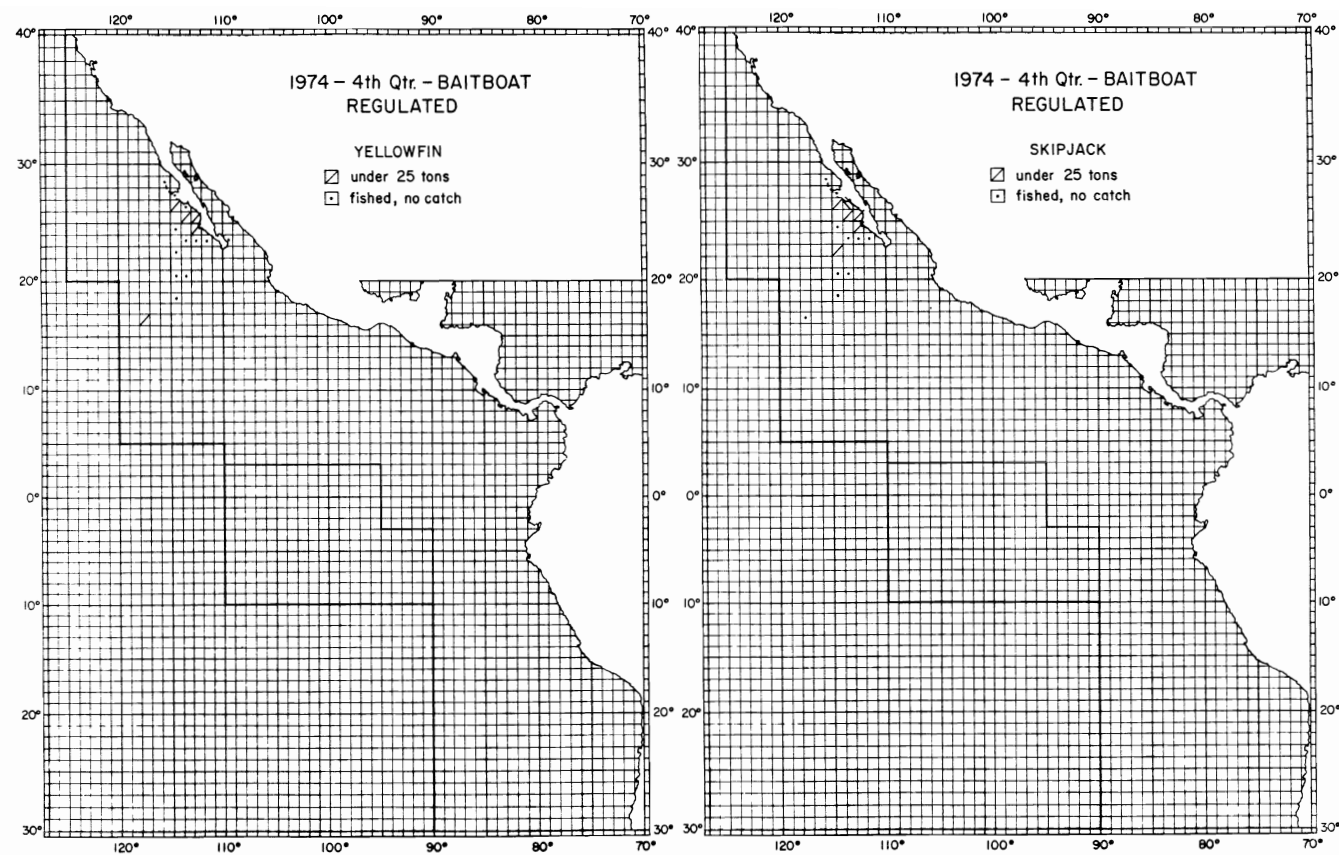 120° 110° 100° 90° 80° 70°
40° 40°
1974 – 4th Qtr. – BAITBOAT
REGULATED
YELLOWFIN
under 25 tons
fished, no catch
30° 30°
20° 20°
10° 10°
0° 0°
10° 10°
20° 20°
30° 30°
120° 110° 100° 90° 80° 70°
120° 110° 100° 90° 80° 70°
40° 40°
1974 – 4th Qtr. – BAITBOAT
REGULATED
SKIPJACK
under 25 tons
fished, no catch
30° 30°
20° 20°
10° 10°
0° 0°
10° 10°
20° 20°
30° 30°
120° 110° 100° 90° 80° 70°